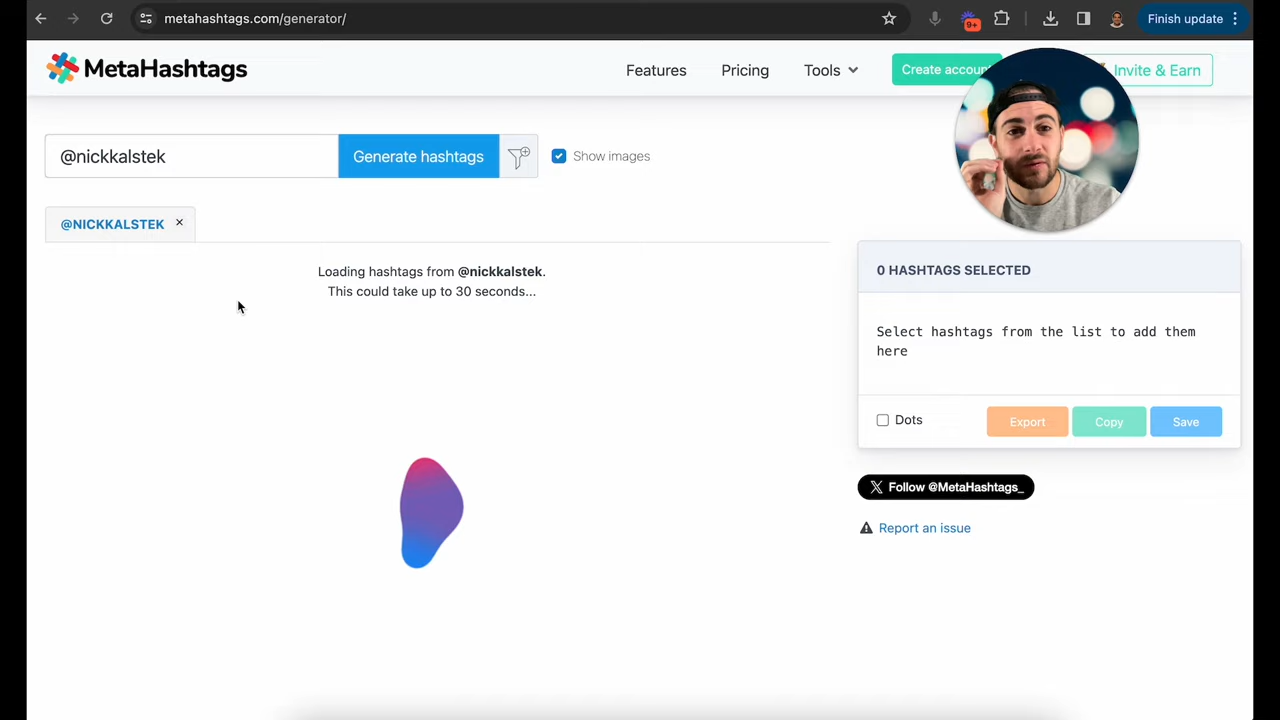 metahashtags.com/generator/
9+
Finish update
MetaHashtags
Features
Pricing
Tools
Create accoun
Invite & Earn
@nickkalstek
Generate hashtags
Show images
@NICKKALSTEK ×
Loading hashtags from @nickkalstek.
This could take up to 30 seconds...
0 HASHTAGS SELECTED
Select hashtags from the list to add them
here
Dots
Export
Copy
Save
Follow @MetaHashtags_
Report an issue